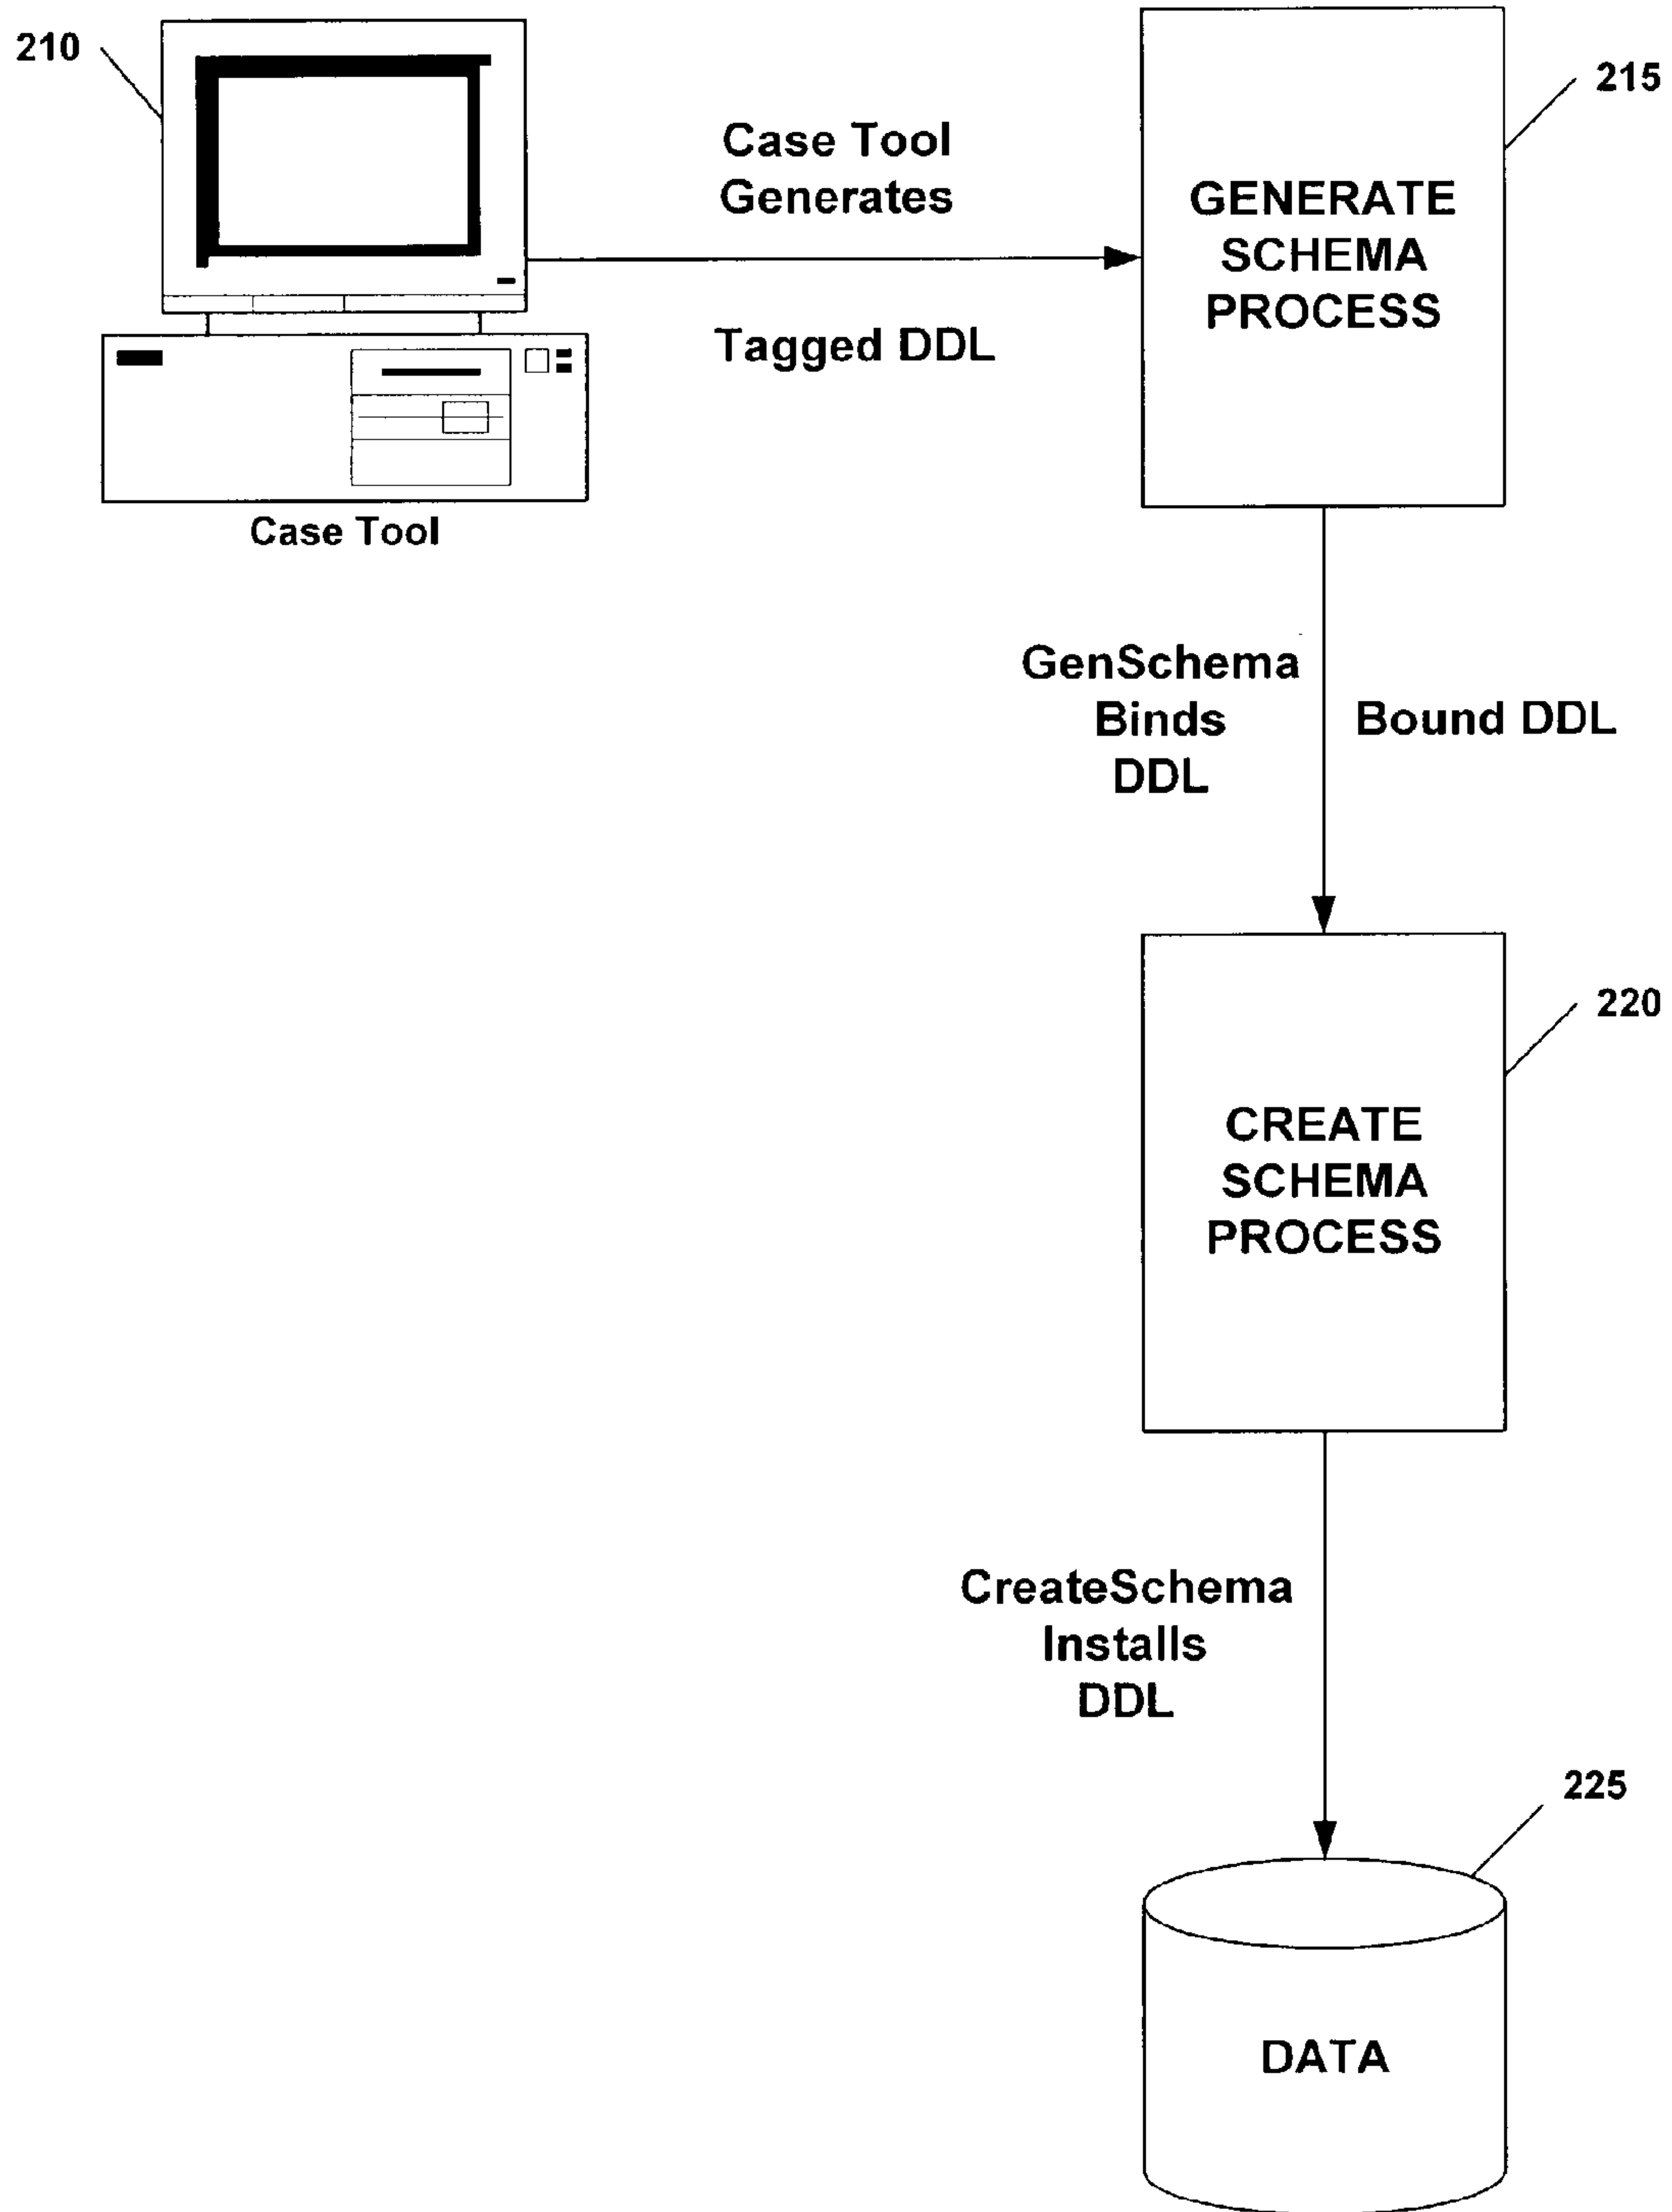 210
Case Tool
Generates
Tagged DDL
Case Tool
215
GENERATE
SCHEMA
PROCESS
GenSchema
Binds
DDL
Bound DDL
220
CREATE
SCHEMA
PROCESS
CreateSchema
Installs
DDL
225
DATA